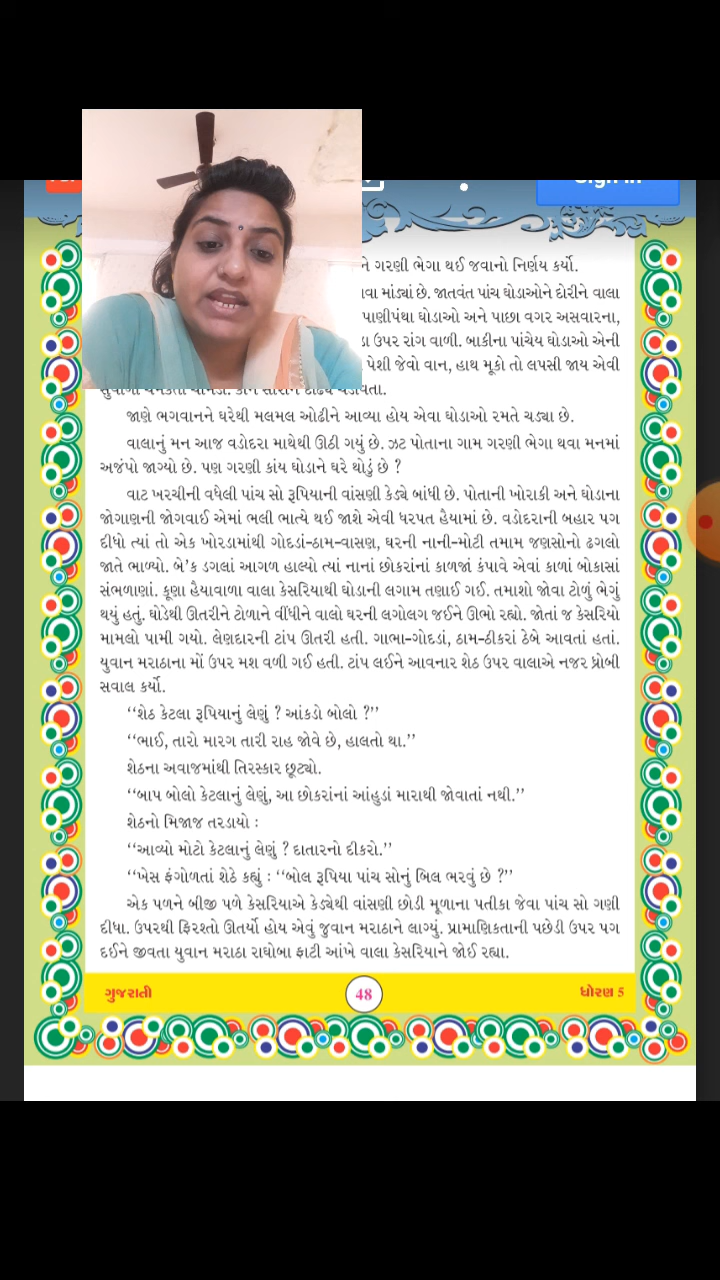 ને ગરણી ભેગા થઈ જવાનો નિર્ણય કર્યો.
માંડ્યાં છે. જાતવંત પાંચ ઘોડાઓને દોરીને વાલા
પાણીપંથા ઘોડાઓ અને પાછા વગર અસવારના,
ઉપર રાંગ વાળી. બાકીના પાંચેય ઘોડાઓ એની
પેશી જેવો વાન, હાથ મૂકો તો લપસી જાય એવી
જાણે ભગવાનને ઘરેથી મલમલ ઓઢીને આવ્યા હોય એવા ઘોડાઓ રમતે ચડ્યા છે.
વાલાનું મન આજ વડોદરા માથેથી ઊઠી ગયું છે. ઝટ પોતાના ગામ ગરણી ભેગા થવા મનમાં
અજંપો જાગ્યો છે. પણ ગરણી કાંય ઘોડાને ઘરે થોડું છે ?
વાટ ખરચીની વધેલી પાંચ સો રૂપિયાની વાંસણી કેડ્યે બાંધી છે. પોતાની ખોરાકી અને ઘોડાના
જોગાણની જોગવાઈ એમાં ભલી ભાત્યે થઈ જાશે એવી ધરપત હૈયામાં છે. વડોદરાની બહાર પગ
દીધો ત્યાં તો એક ખોરડામાંથી ગોદડાં-ઠામ-વાસણ, ઘરની નાની-મોટી તમામ જણસોનો ઢગલો
જાતે ભાળ્યો. બે'ક ડગલાં આગળ હાલ્યો ત્યાં નાનાં છોકરાંનાં કાળજાં કંપાવે એવાં કાળાં બોકાસાં
સંભળાણાં. કૂણા હૈયાવાળા વાલા કેસરિયાથી ઘોડાની લગામ તણાઈ ગઈ. તમાશો જોવા ટોળું ભેગું
થયું હતું. ઘોડેથી ઊતરીને ટોળાને વીંધીને વાલો ઘરની લગોલગ જઈને ઊભો રહ્યો. જોતાં જ કેસરિયો
મામલો પામી ગયો. લેણદારની ટાંપ ઊતરી હતી. ગાભા-ગોદડાં, ઠામ-ઠીકરાં ઠેબે આવતાં હતાં.
યુવાન મરાઠાના મોં ઉપર મશ વળી ગઈ હતી. ટાંપ લઈને આવનાર શેઠ ઉપર વાલાએ નજર પ્રોબી
સવાલ કર્યો.
“શેઠ કેટલા રૂપિયાનું લેણું ? આંકડો બોલો ?”
“ભાઈ, તારો મારગ તારી રાહ જોવે છે, હાલતો થા.”
શેઠના અવાજમાંથી તિરસ્કાર છૂટ્યો.
“બાપ બોલો કેટલાનું લેણું, આ છોકરાંનાં આંહુડાં મારાથી જોવાતાં નથી.”
શેઠનો મિજાજ તરડાયો :
“આવ્યો મોટો કેટલાનું લેણું ? દાતારનો દીકરો.”
“ખેસ ફંગોળતાં શેઠે કહ્યું : “બોલ રૂપિયા પાંચ સોનું બિલ ભરવું છે ?”
એક પળને બીજી પળે કેસરિયાએ કેડ્યેથી વાંસણી છોડી મૂળાના પતીકા જેવા પાંચ સો ગણી
દીધા. ઉપરથી ફિરશ્તો ઊતર્યો હોય એવું જુવાન મરાઠાને લાગ્યું. પ્રામાણિકતાની પછેડી ઉપર પગ
દઈને જીવતા યુવાન મરાઠા રાઘોબા ફાટી આંખે વાલા કેસરિયાને જોઈ રહ્યા.
ગુજરાતી
48
ધોરણ 5